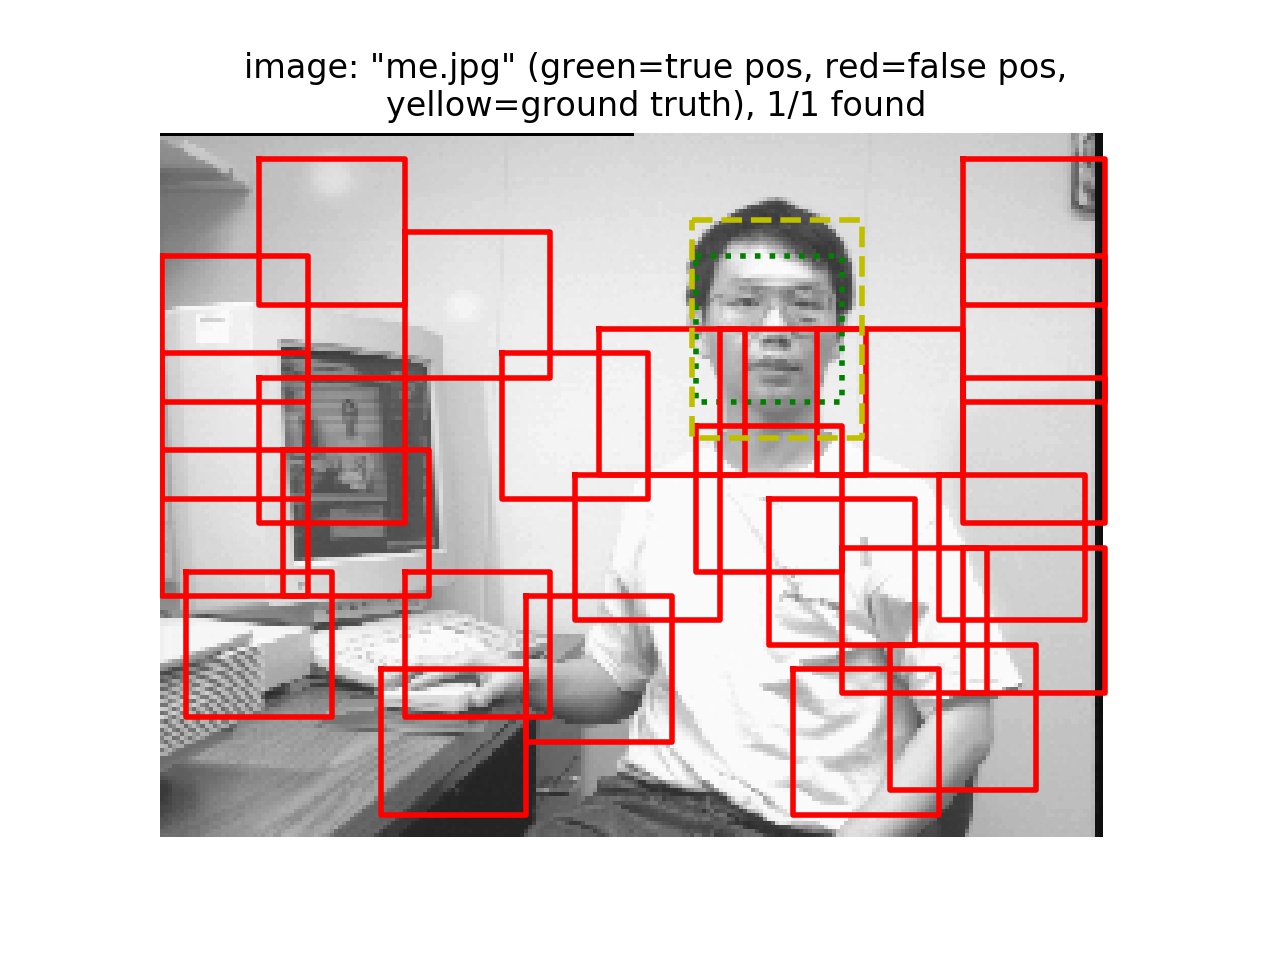 image: "me.jpg" (green=true pos, red=false pos,
yellow=ground truth), 1/1 found